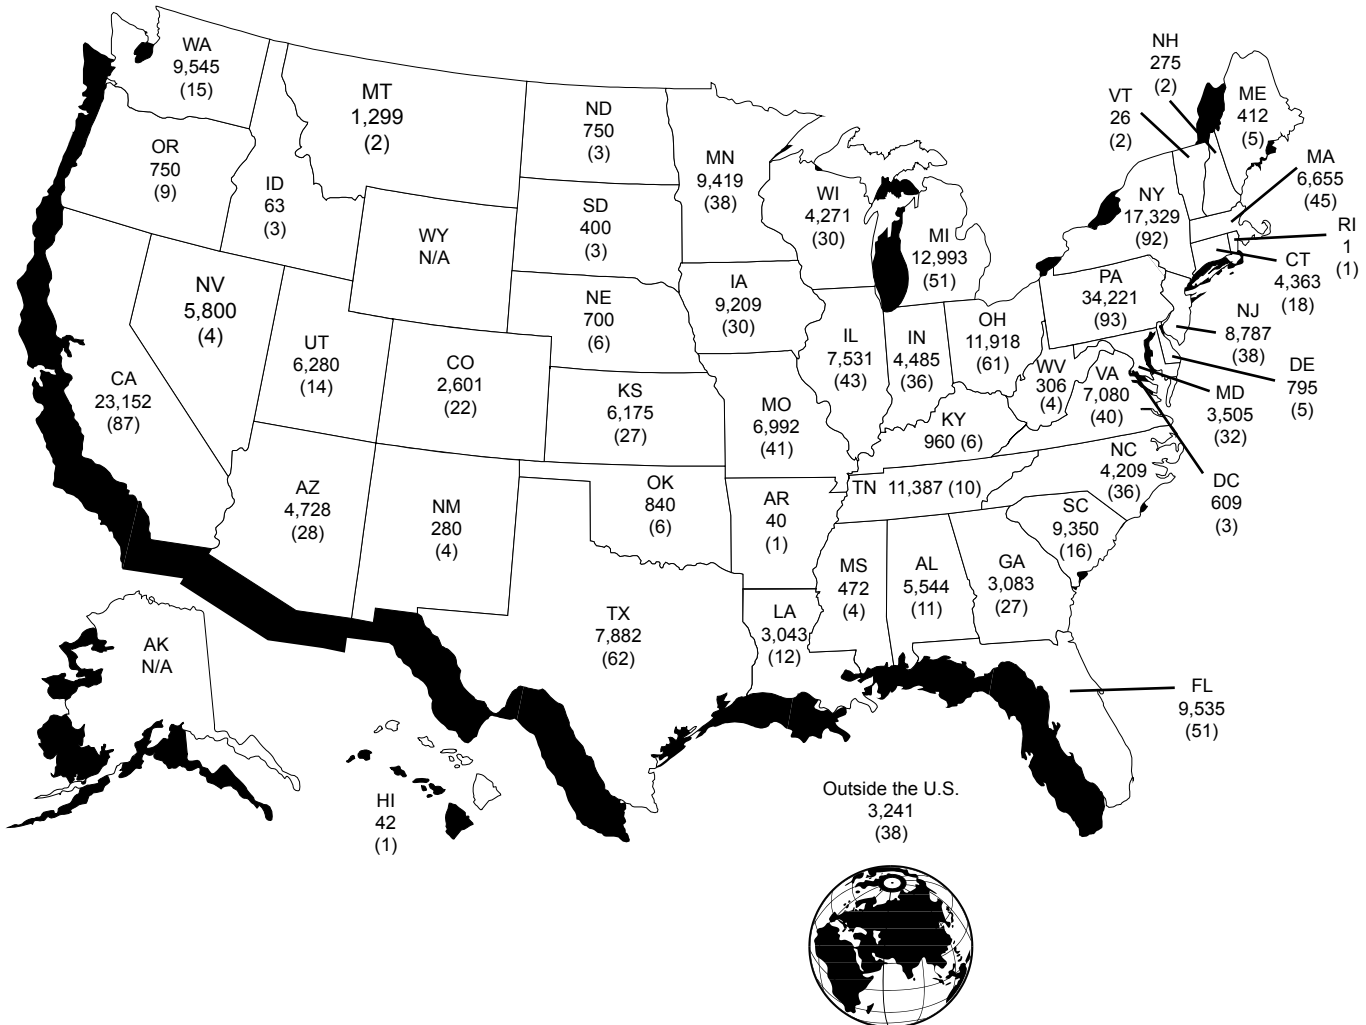 WA
9,545
(15)
OR
750
(9)
ID
63
(3)
MT
1,299
(2)
WY
N/A
NV
5,800
(4)
UT
6,280
(14)
CO
2,601
(22)
CA
23,152
(87)
AZ
4,728
(28)
NM
280
(4)
ND
750
(3)
SD
400
(3)
NE
700
(6)
KS
6,175
(27)
OK
840
(6)
TX
7,882
(62)
MN
9,419
(38)
IA
9,209
(30)
MO
6,992
(41)
AR
40
(1)
LA
3,043
(12)
WI
4,271
(30)
IL
7,531
(43)
MI
12,993
(51)
IN
4,485
(36)
OH
11,918
(61)
KY
960 (6)
TN 11,387 (10)
MS
472
(4)
AL
5,544
(11)
GA
3,083
(27)
FL
9,535
(51)
SC
9,350
(16)
NC
4,209
(36)
VA
7,080
(40)
WV
306
(4)
PA
34,221
(93)
NY
17,329
(92)
VT
26
(2)
NH
275
(2)
ME
412
(5)
MA
6,655
(45)
RI
1
(1)
CT
4,363
(18)
NJ
8,787
(38)
DE
795
(5)
MD
3,505
(32)
DC
609
(3)
AK
N/A
HI
42
(1)
Outside the U.S.
3,241
(38)